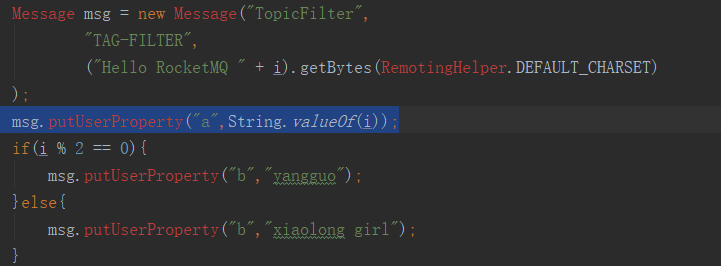 Message msg = new Message("TopicFilter",
"TAG-FILTER",
("Hello RocketMQ " + i).getBytes(RemotingHelper.DEFAULT_CHARSET)
);
msg.putUserProperty("a",String.valueOf(i));
if(i % 2 == 0){
msg.putUserProperty("b","yangguo");
}else{
msg.putUserProperty("b","xiaolong girl");
}